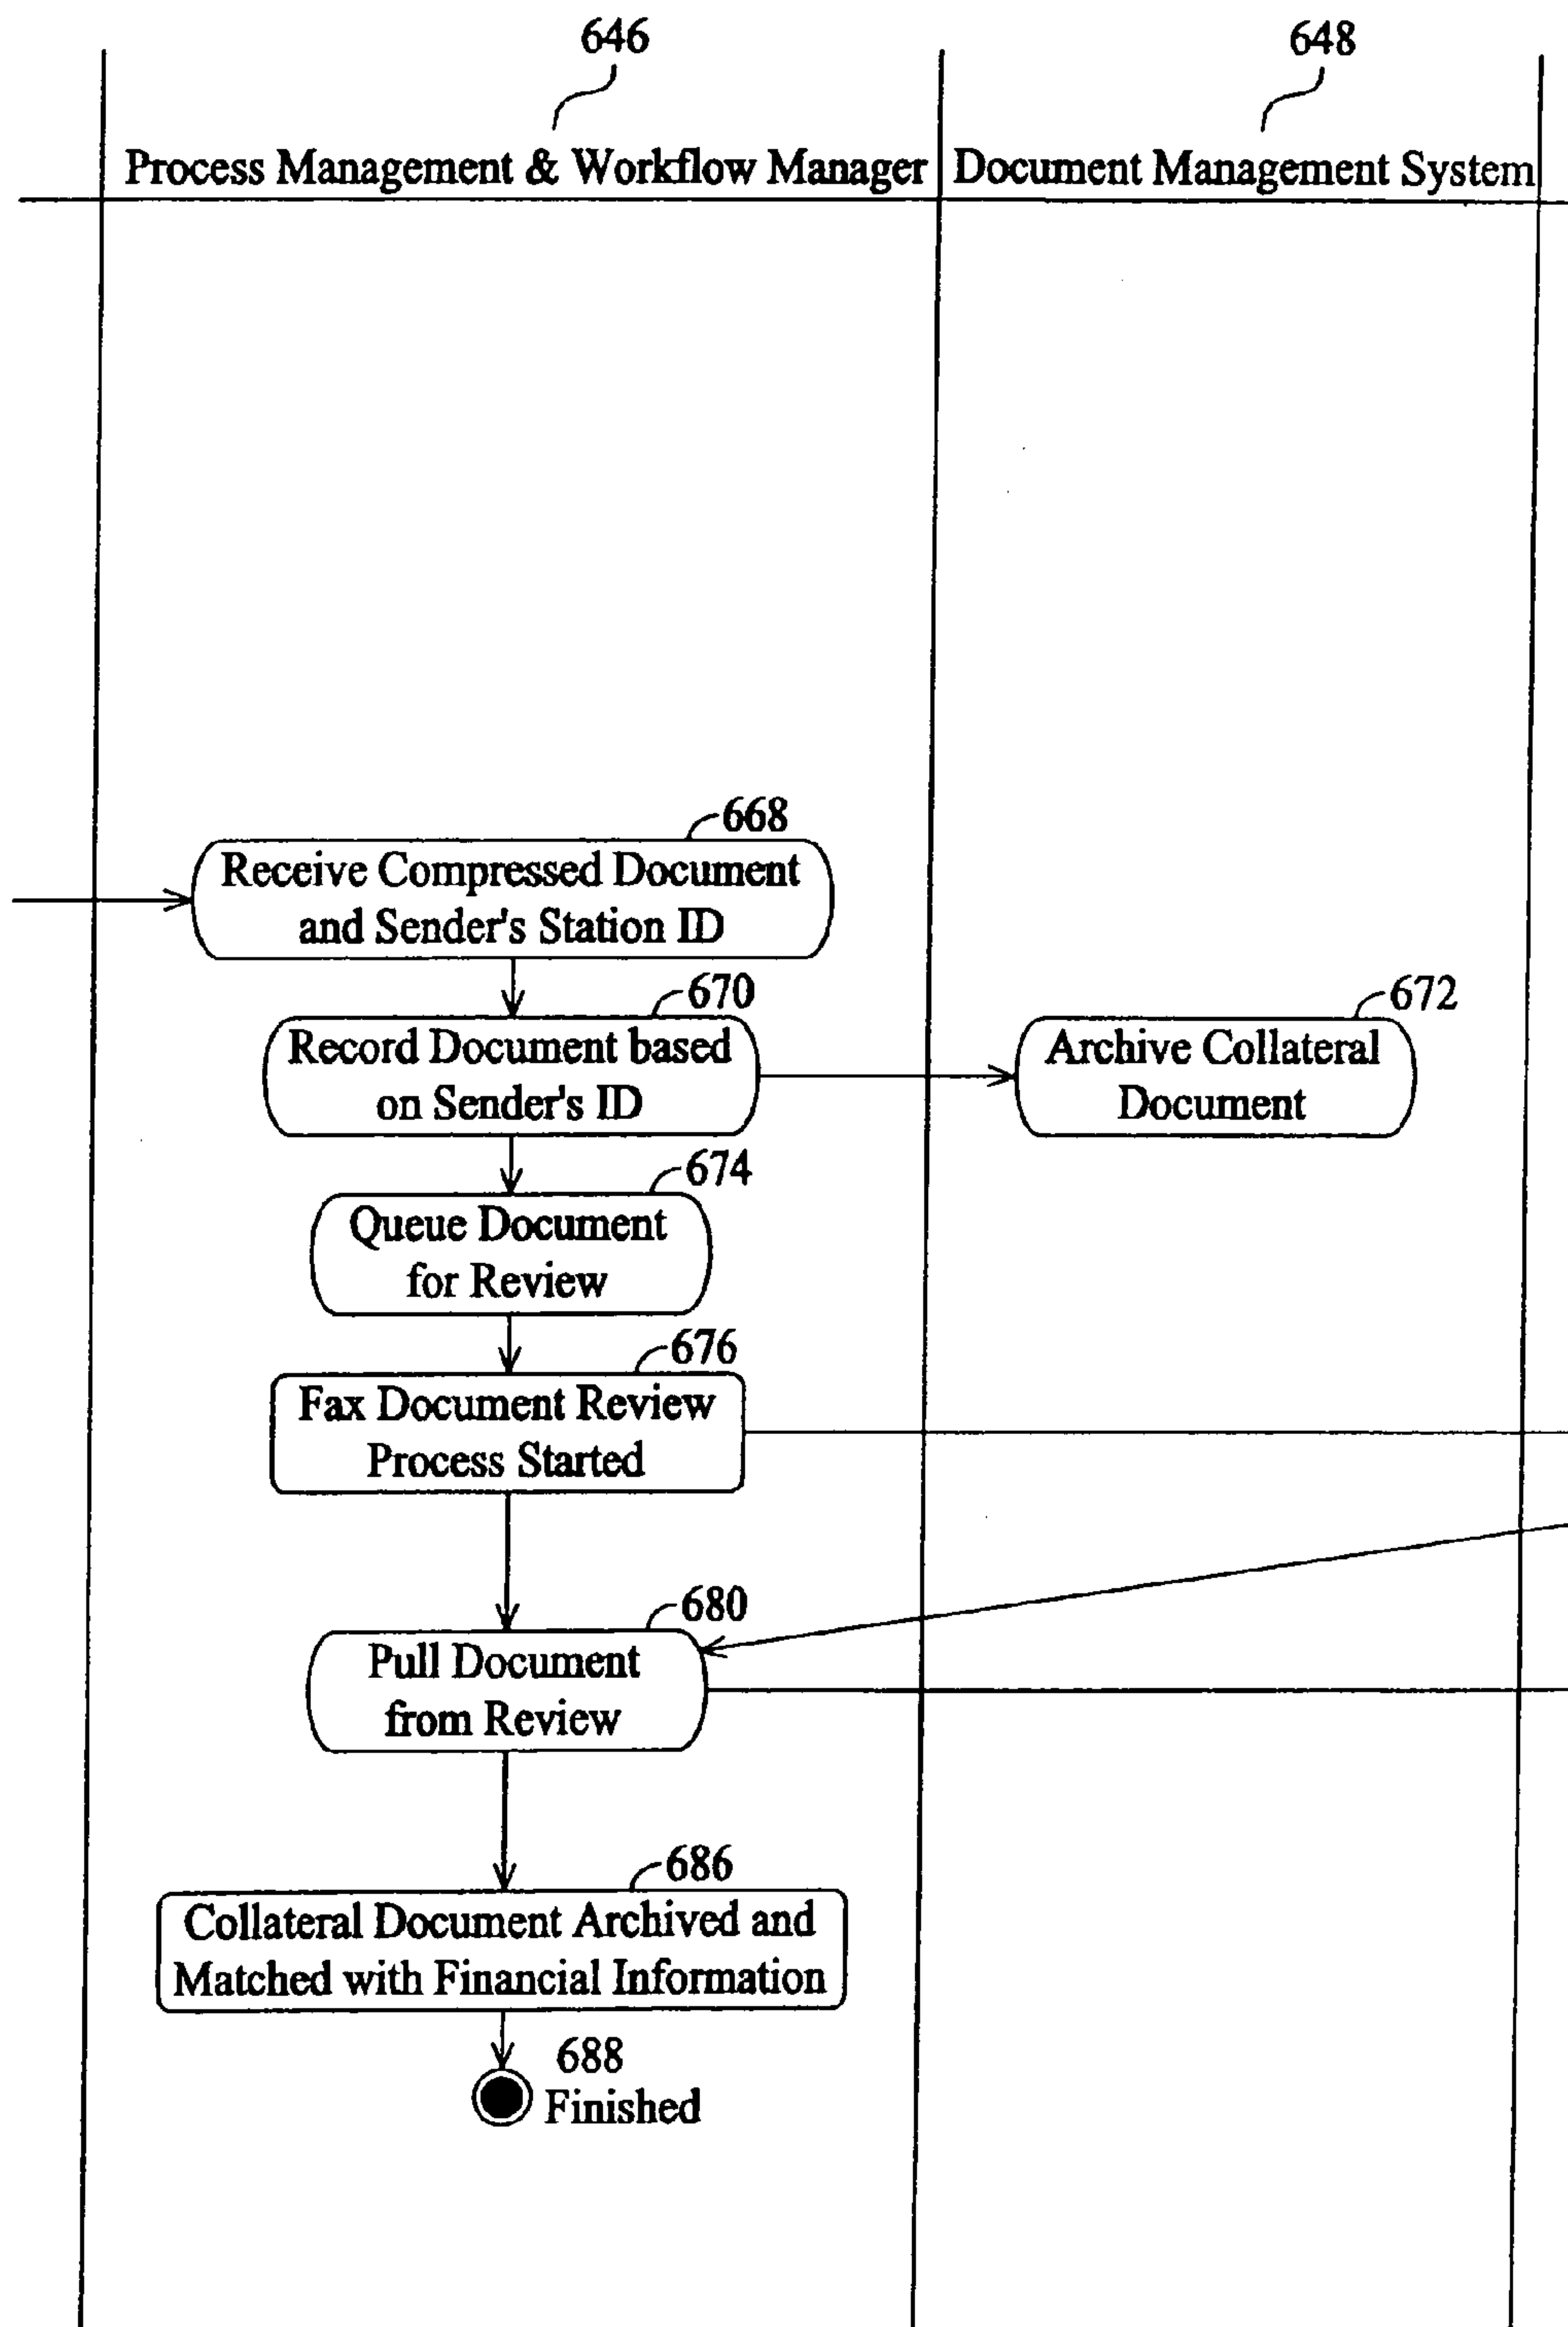 646
648
Process Management & Workflow Manager
Document Management System
668
Receive Compressed Document
and Sender's Station ID
670
Record Document based
on Sender's ID
672
Archive Collateral
Document
674
Queue Document
for Review
676
Fax Document Review
Process Started
680
Pull Document
from Review
686
Collateral Document Archived and
Matched with Financial Information
688
Finished